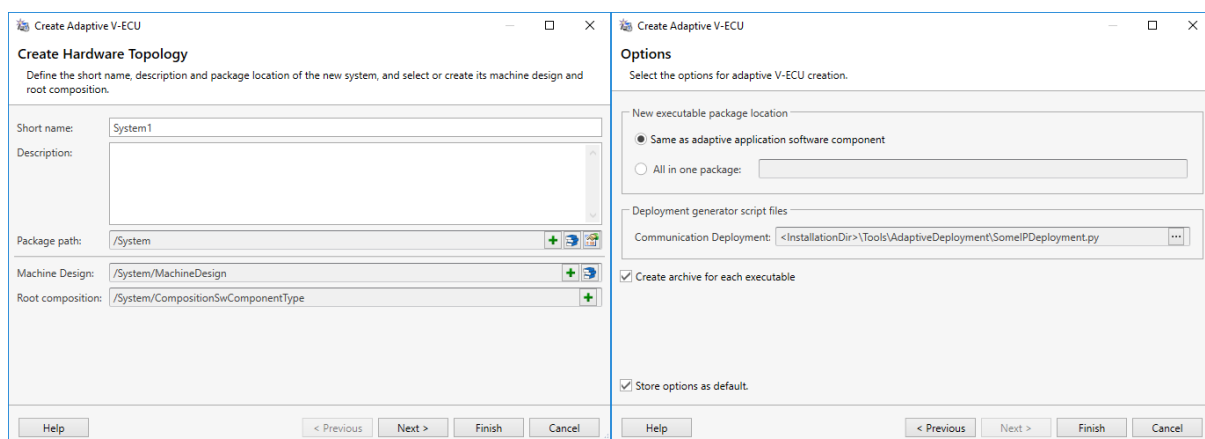 Create Adaptive V-ECU
Create Hardware Topology
Define the short name, description and package location of the new system, and select or create its machine design and
root composition.
Short name: System1
Description:
Package path: /System
Machine Design: /System/MachineDesign
Root composition: /System/CompositionSwComponentType
Help < Previous Next > Finish Cancel
Create Adaptive V-ECU
Options
Select the options for adaptive V-ECU creation.
New executable package location
Same as adaptive application software component
All in one package:
Deployment generator script files
Communication Deployment: <InstallationDir>\Tools\AdaptiveDeployment\SomeIPDeployment.py ...
Create archive for each executable
Store options as default.
Help < Previous Next > Finish Cancel